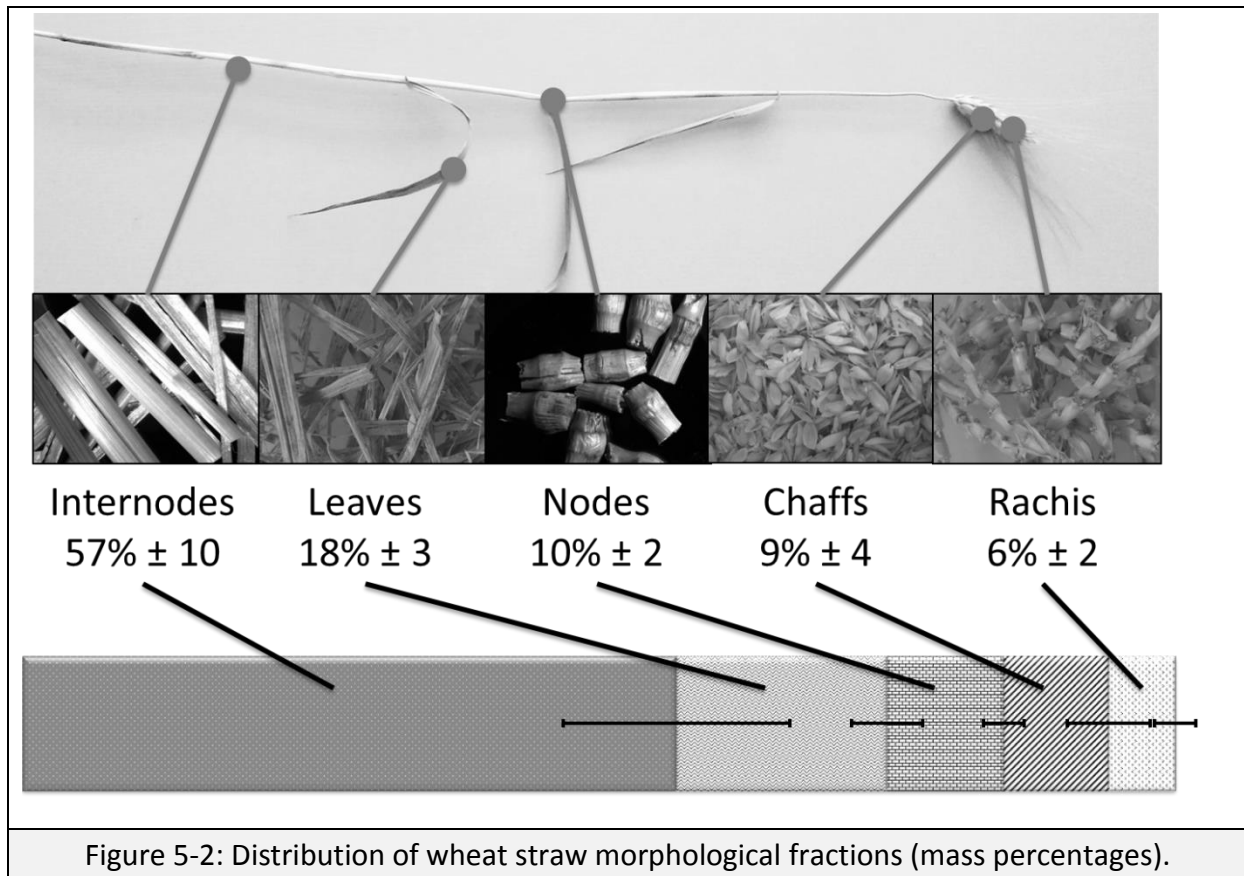 Internodes Leaves Nodes Chaffs Rachis
57% ± 10 18% ± 3 10% ± 2 9% ± 4 6% ± 2
Figure 5-2: Distribution of wheat straw morphological fractions (mass percentages).